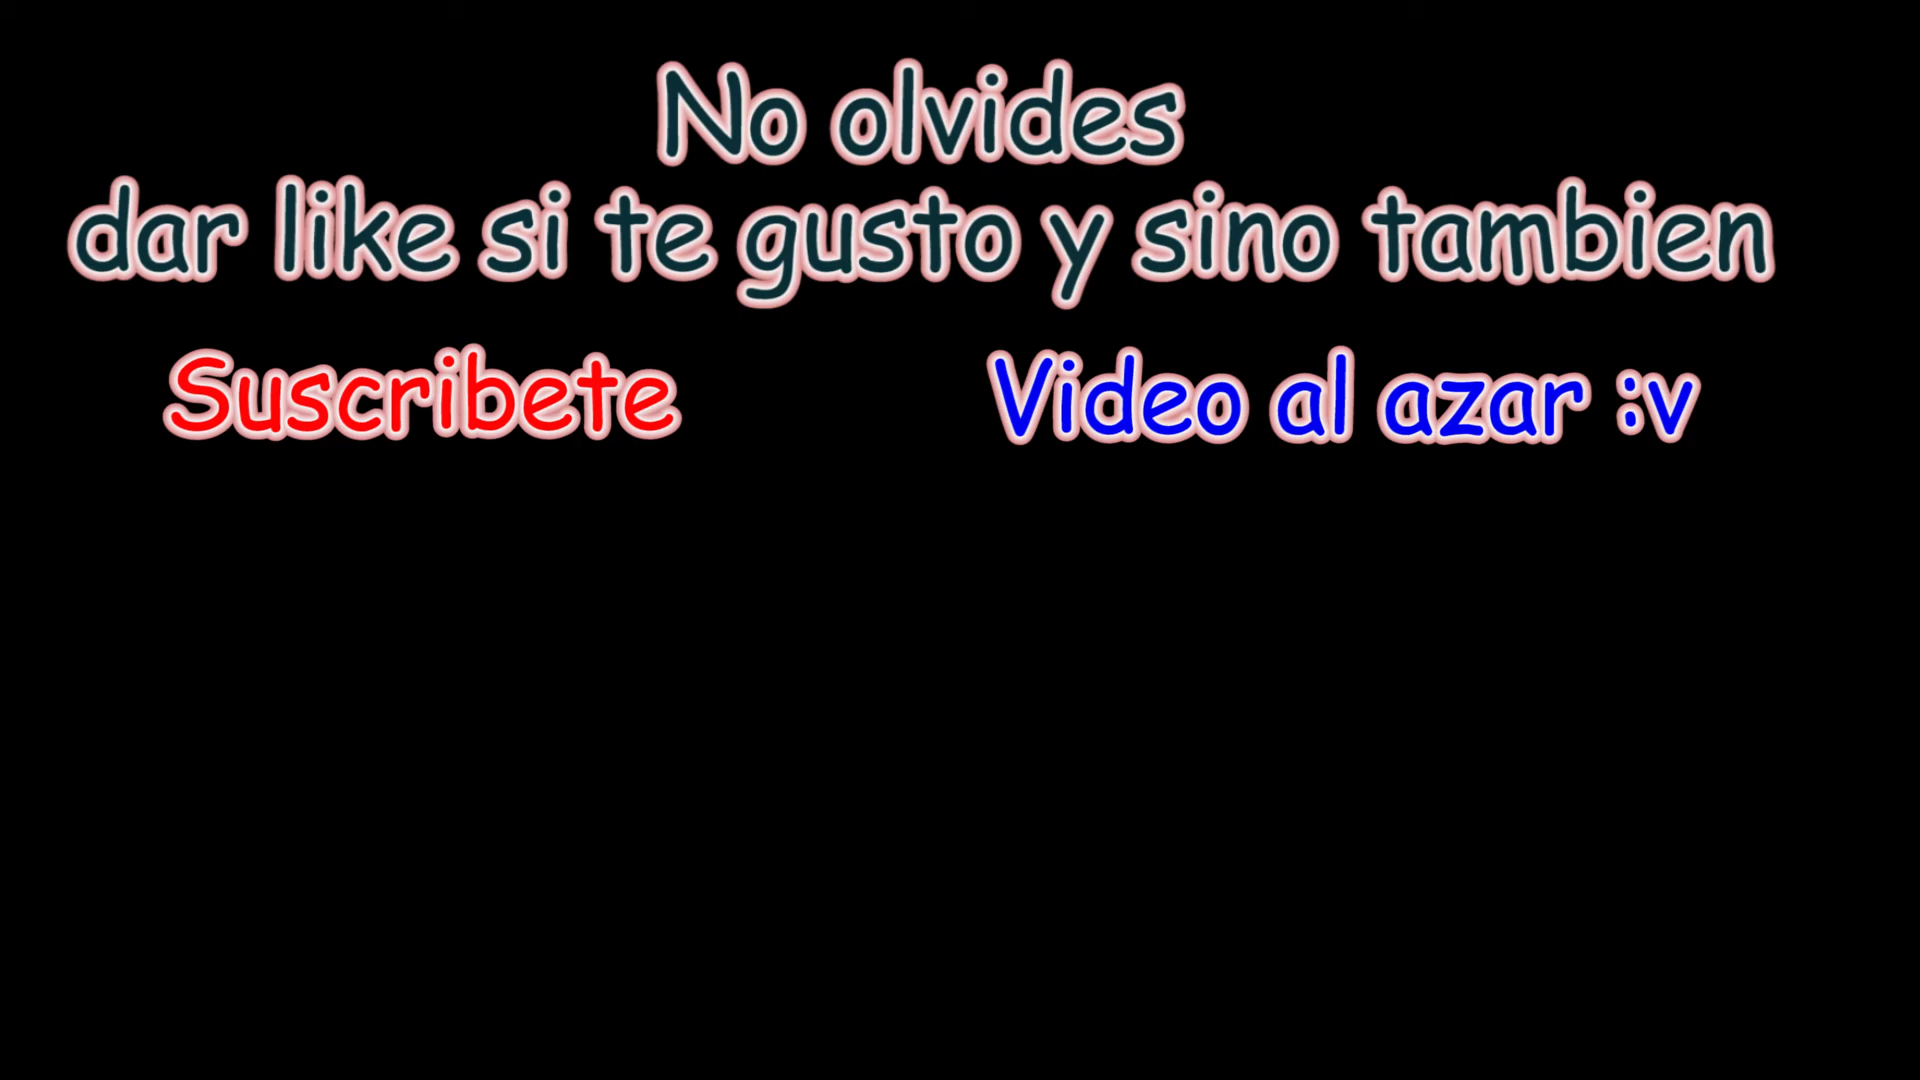 No olvides
dar like si te gusto y sino tambien
Suscribete
Video al azar :v